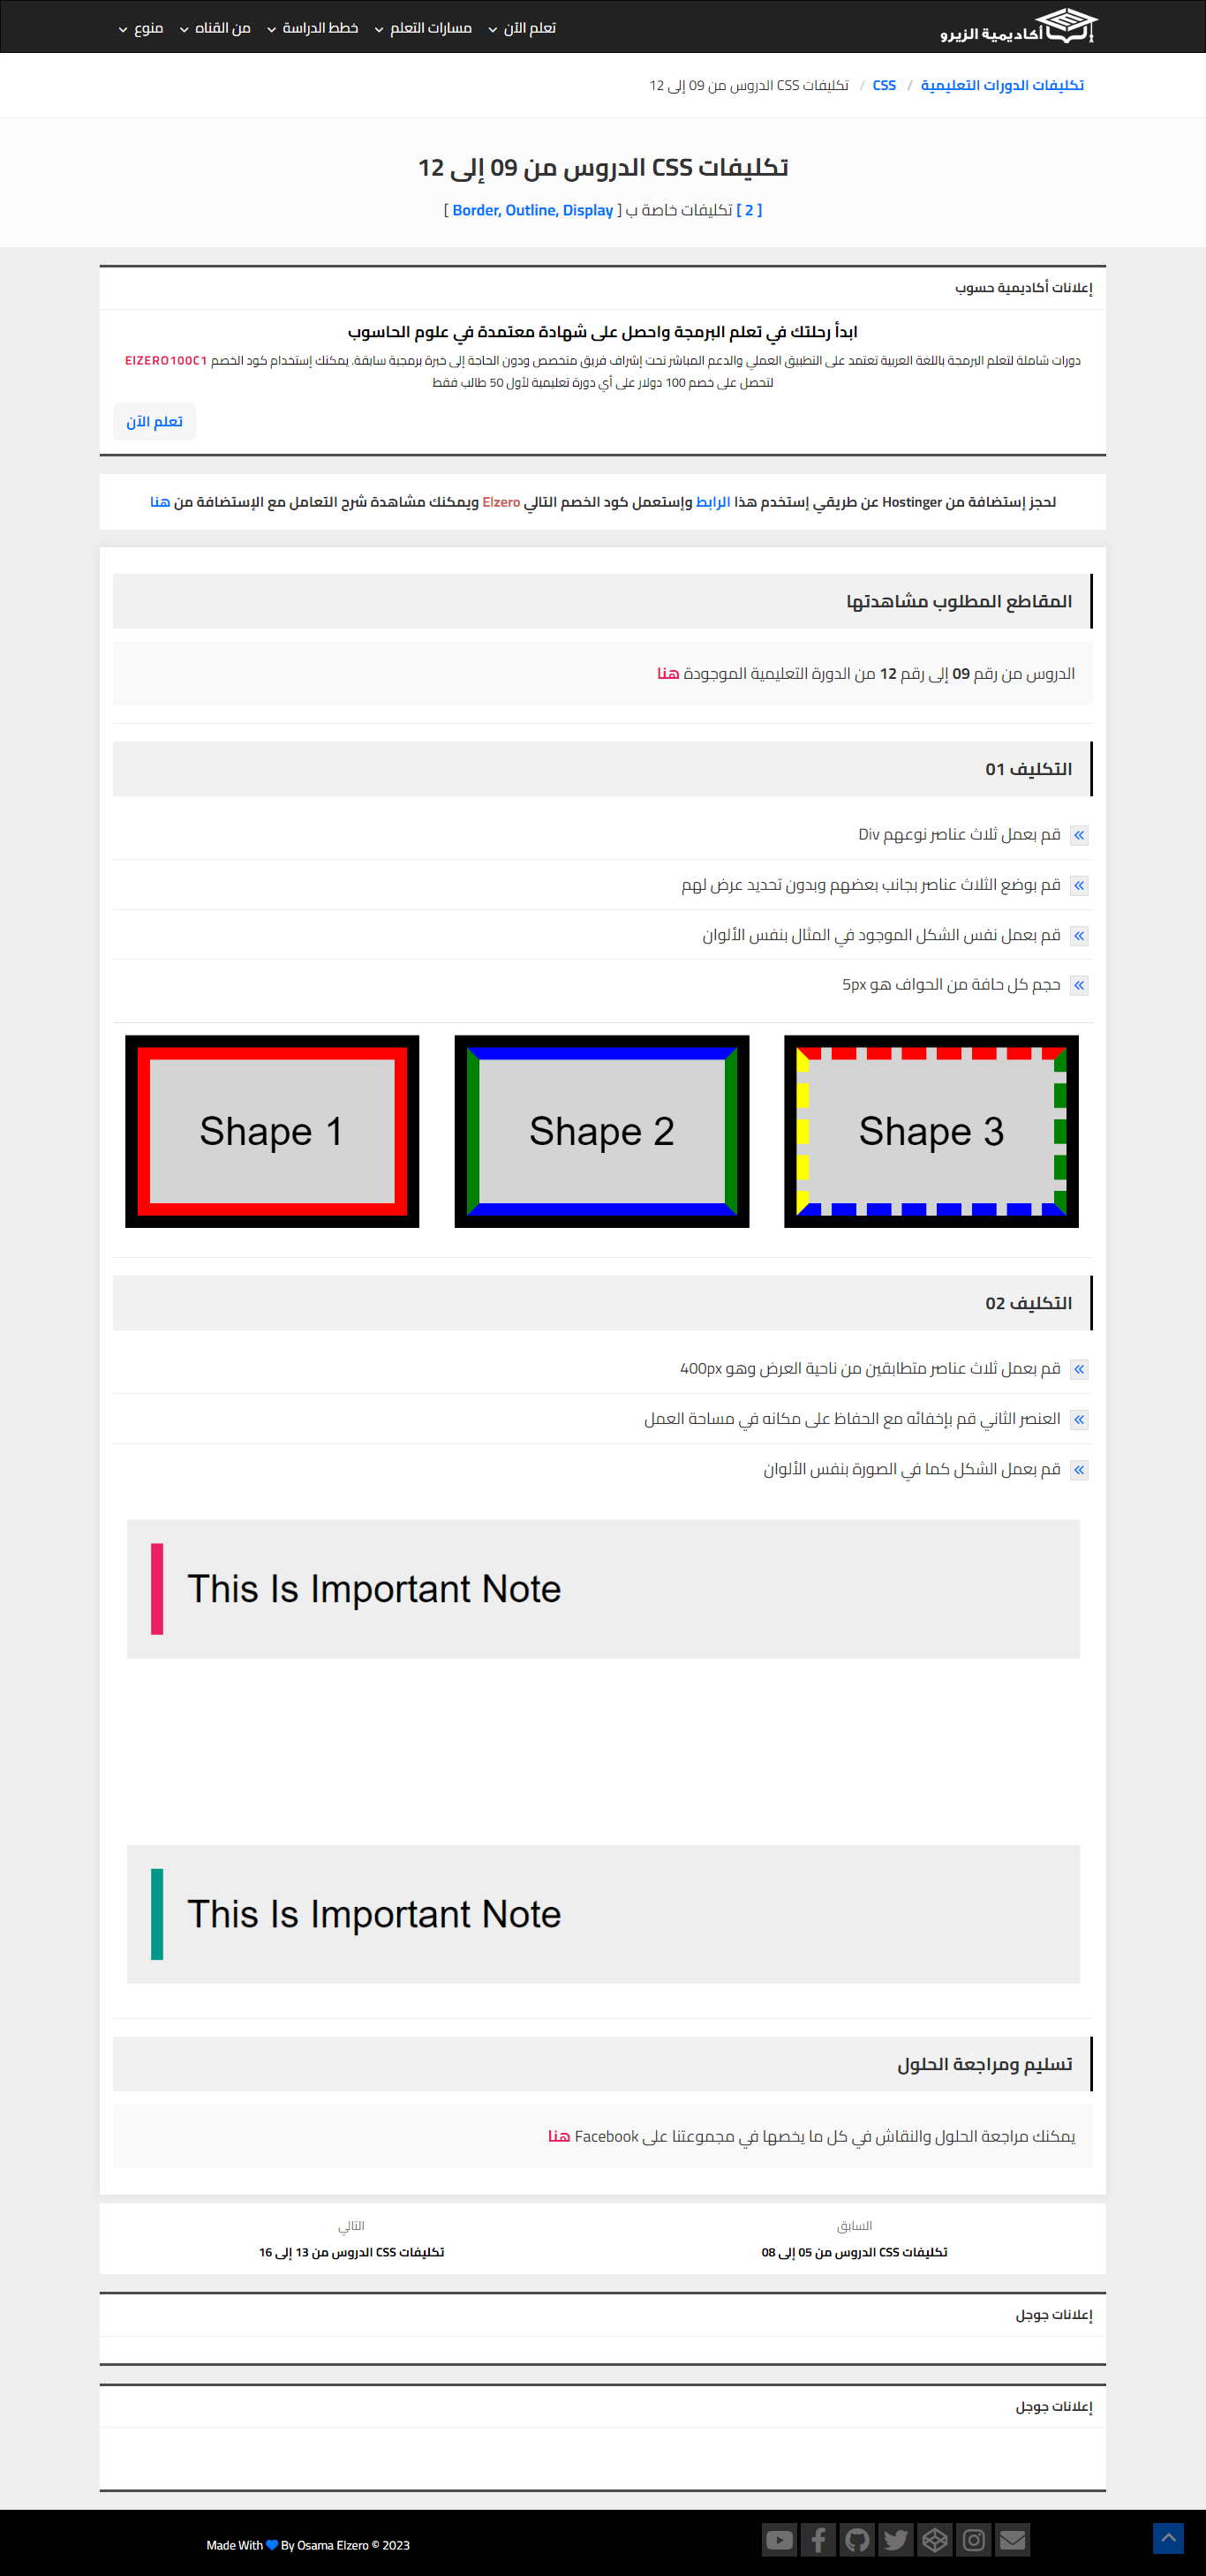 أكاديمية الزيرو
تعلم الآن مسارات التعلم خطط الدراسة من القناه منوع
تكليفات الدورات التعليمية / CSS / تكليفات CSS الدروس من 09 إلى 12
تكليفات CSS الدروس من 09 إلى 12
[ 2 ] تكليفات خاصة ب [ Border, Outline, Display ]
إعلانات أكاديمية حسوب
ابدأ رحلتك في تعلم البرمجة واحصل على شهادة معتمدة في علوم الحاسوب
دورات شاملة لتعلم البرمجة باللغة العربية تعتمد على التطبيق العملي والدعم المباشر تحت إشراف فريق متخصص ودون الحاجة إلى خبرة برمجية سابقة. يمكنك إستخدام كود الخصم ElZERO100C1
لتحصل على خصم 100 دولار على أي دورة تعليمية لأول 50 طالب فقط
تعلم الآن
لحجز إستضافة من Hostinger عن طريقي إستخدم هذا الرابط وإستعمل كود الخصم التالي Elzero ويمكنك مشاهدة شرح التعامل مع الإستضافة من هنا
المقاطع المطلوب مشاهدتها
الدروس من رقم 09 إلى رقم 12 من الدورة التعليمية الموجودة هنا
التكليف 01
قم بعمل ثلاث عناصر نوعهم Div
قم بوضع الثلاث عناصر بجانب بعضهم وبدون تحديد عرض لهم
قم بعمل نفس الشكل الموجود في المثال بنفس الألوان
حجم كل حافة من الحواف هو 5px
Shape 1 Shape 2 Shape 3
التكليف 02
قم بعمل ثلاث عناصر متطابقين من ناحية العرض وهو 400px
العنصر الثاني قم بإخفائه مع الحفاظ على مكانه في مساحة العمل
قم بعمل الشكل كما في الصورة بنفس الألوان
This Is Important Note
This Is Important Note
تسليم ومراجعة الحلول
يمكنك مراجعة الحلول والنقاش في كل ما يخصها في مجموعتنا على Facebook هنا
السابق
تكليفات CSS الدروس من 05 إلى 08
التالي
تكليفات CSS الدروس من 13 إلى 16
إعلانات جوجل
إعلانات جوجل
Made With By Osama Elzero © 2023